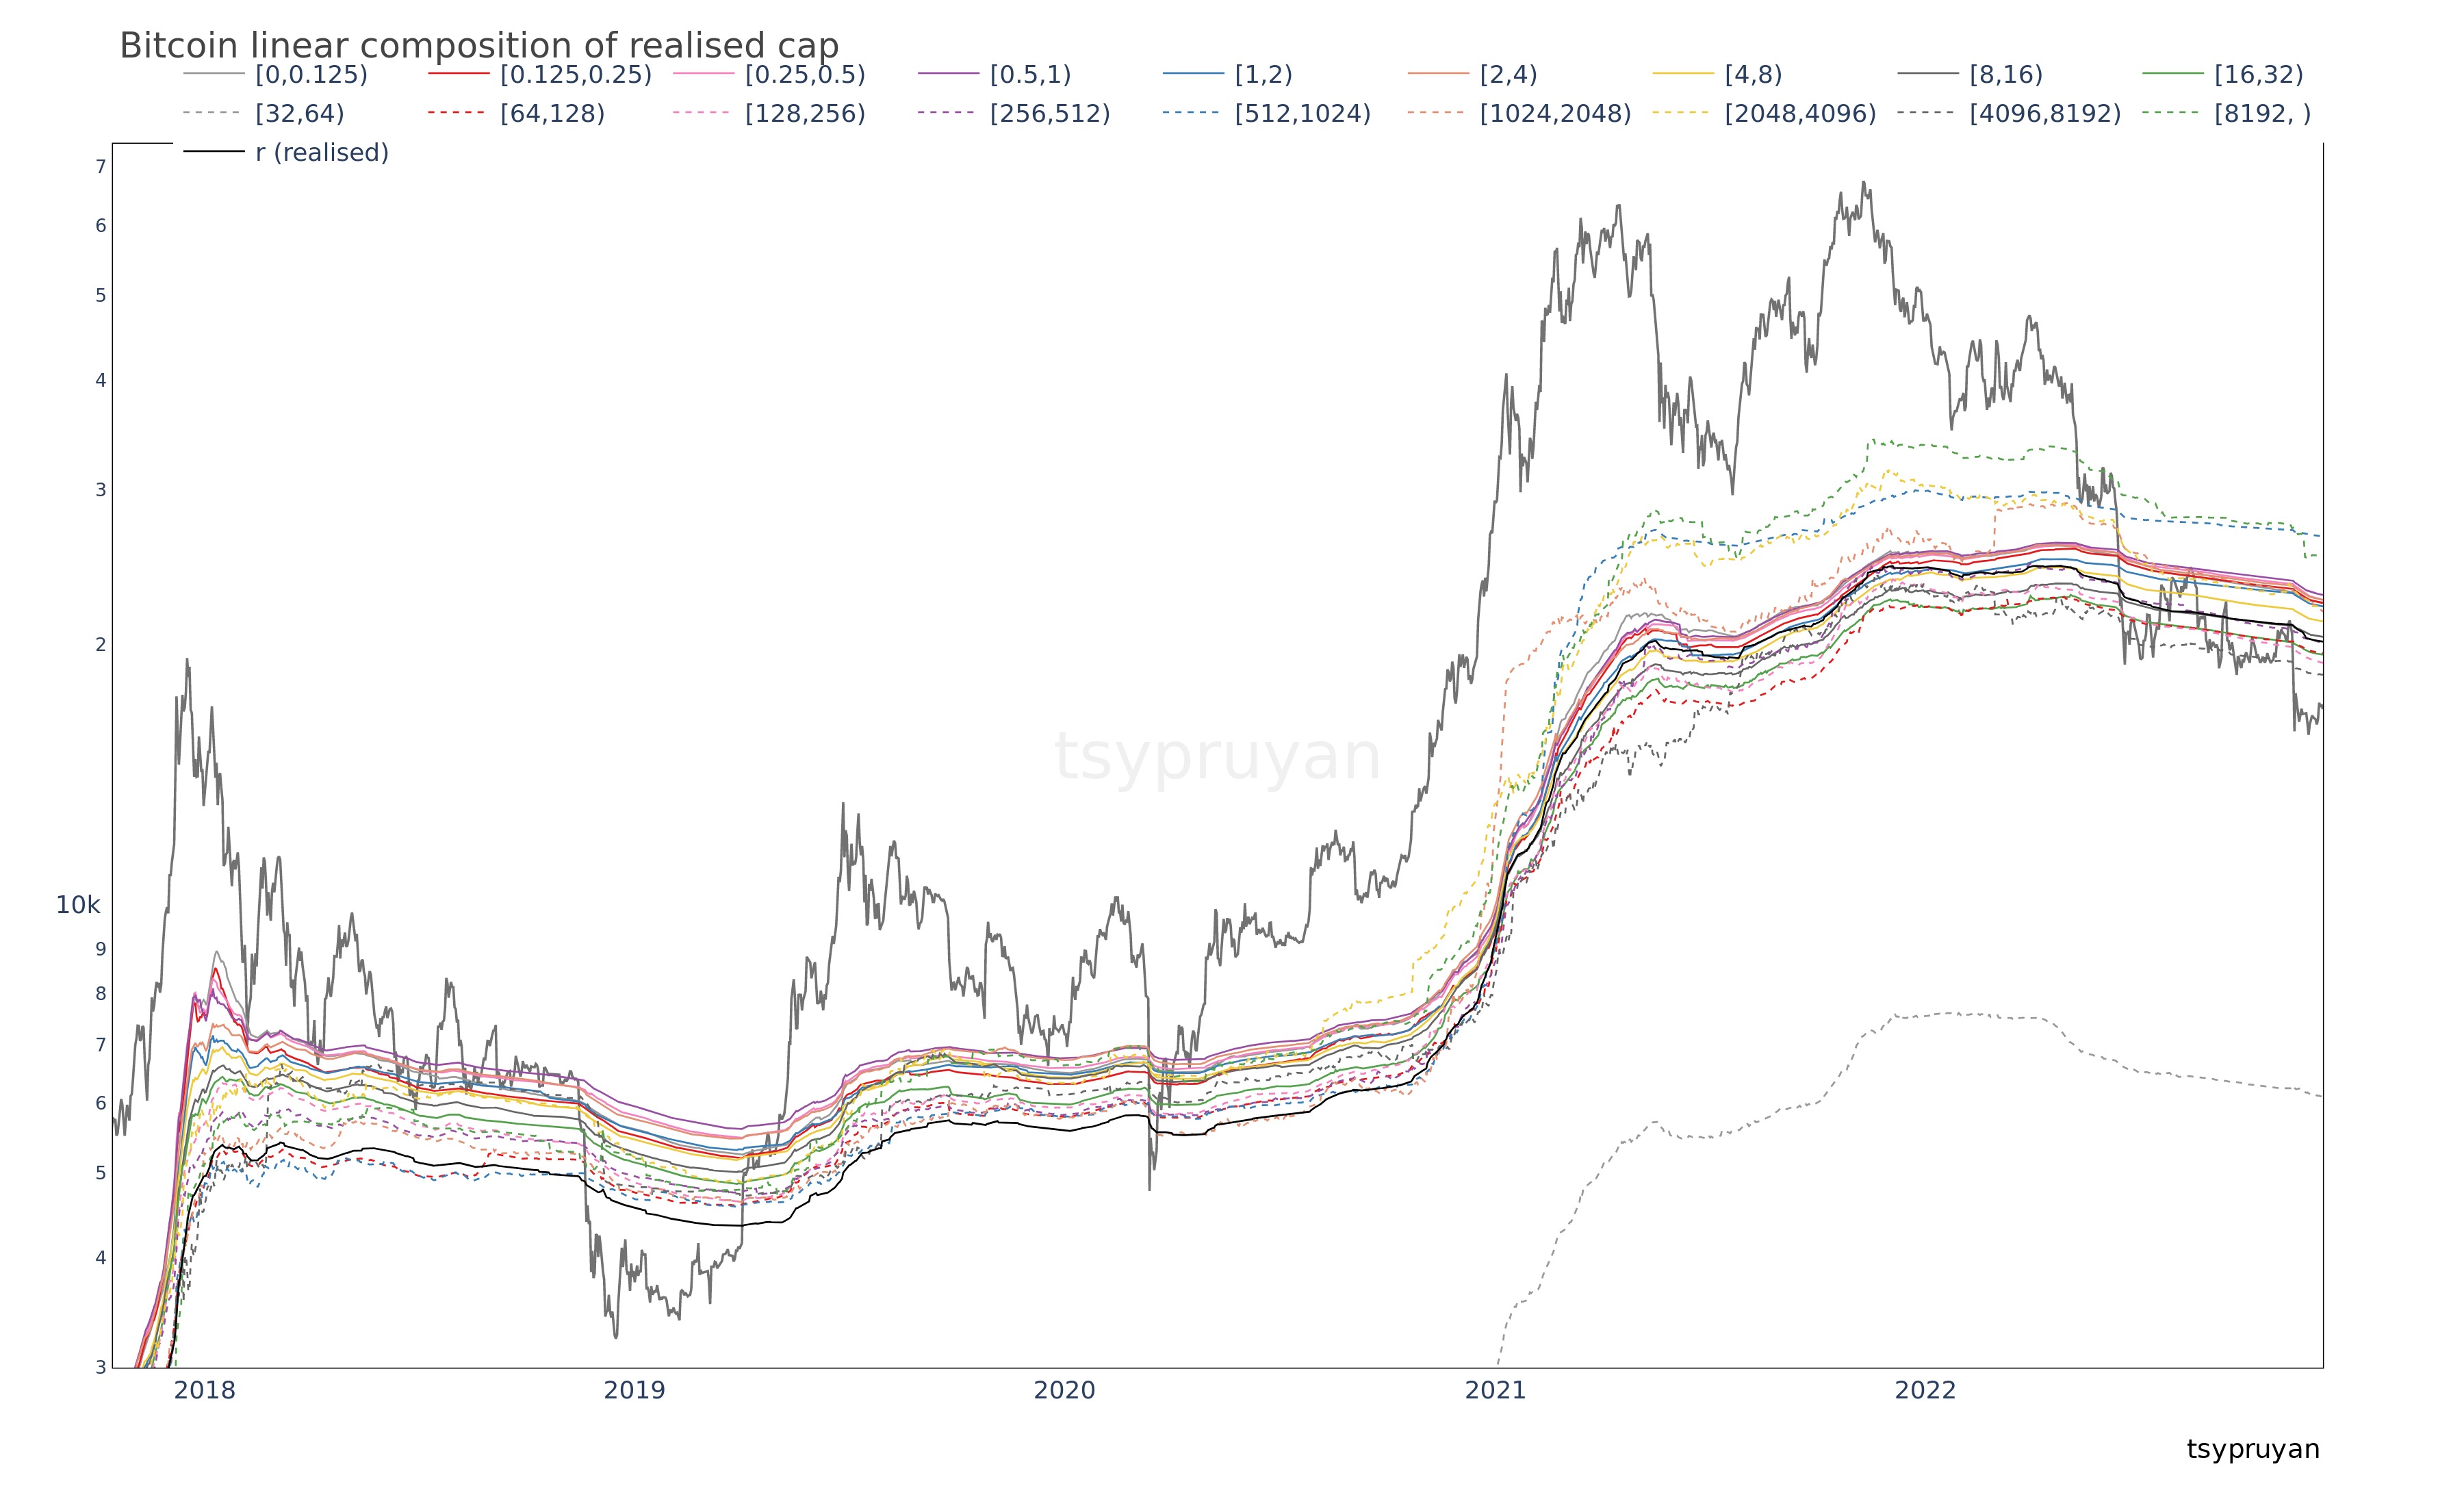 Bitcoin linear composition of realised cap
[0,0.125) [0.125,0.25) [0.25,0.5) [0.5,1) [1,2) [2,4) [4,8) [8,16) [16,32)
[32,64) [64,128) [128,256) [256,512) [512,1024) [1024,2048) [2048,4096) [4096,8192) [8192, )
r (realised)
7
6
5
4
3
2
tsypruyan
10k
9
8
7
6
5
4
3
2018 2019 2020 2021 2022
tsypruyan